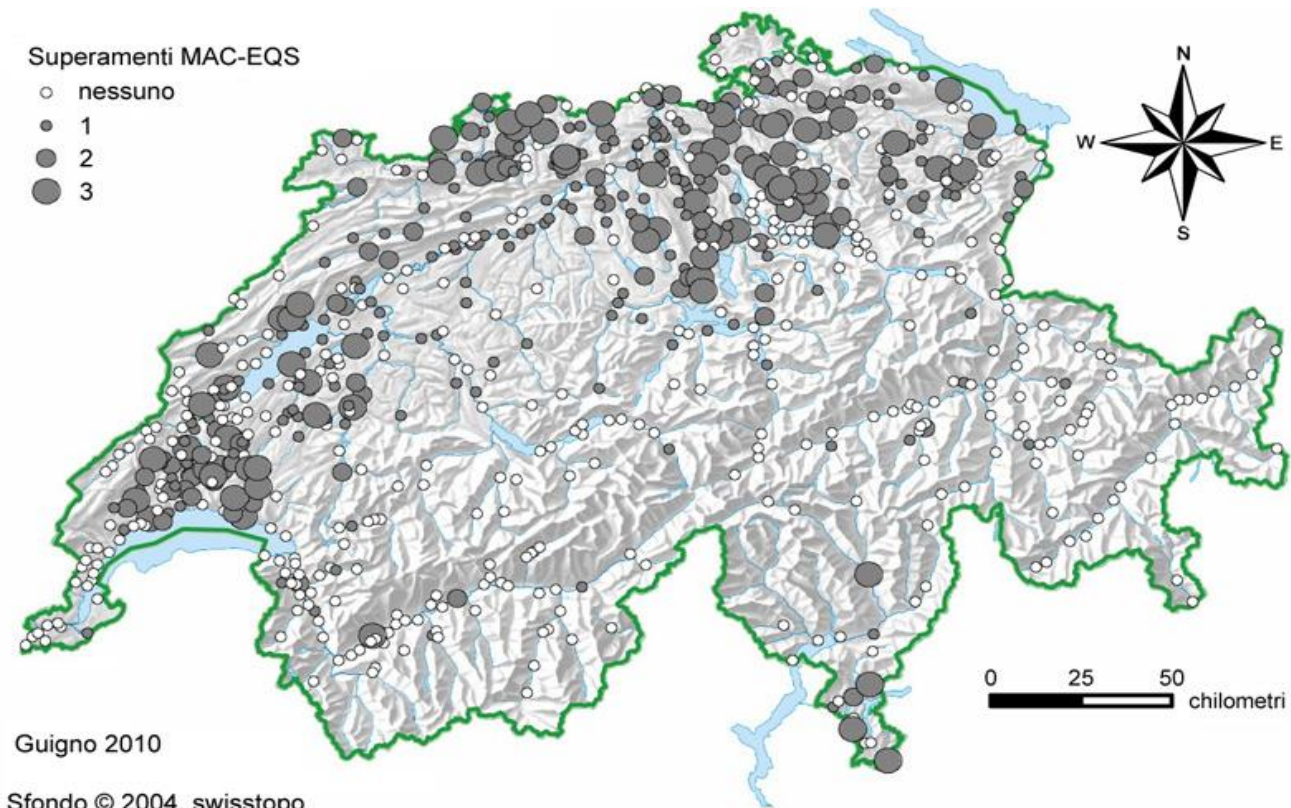 Superamenti MAC-EQS
nessuno
1
2
3
N
W
E
S
0 25 50
chilometri
Guigno 2010
Sfondo © 2004, swisstopo